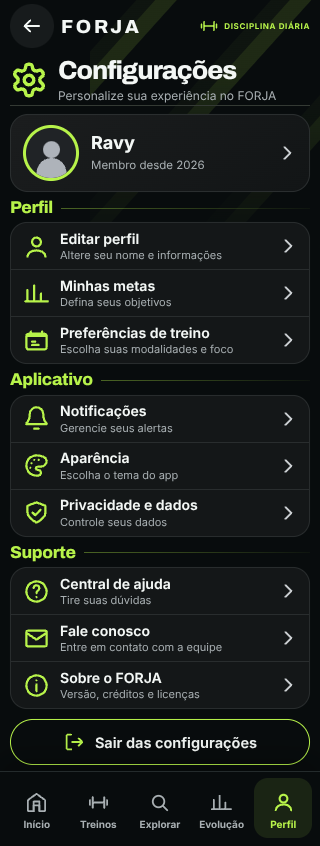 FORJA
DISCIPLINA DIÁRIA
Configurações
Personalize sua experiência no FORJA
Ravy
Membro desde 2026
Perfil
Editar perfil
Altere seu nome e informações
Minhas metas
Defina seus objetivos
Preferências de treino
Escolha suas modalidades e foco
Aplicativo
Notificações
Gerencie seus alertas
Aparência
Escolha o tema do app
Privacidade e dados
Controle seus dados
Suporte
Central de ajuda
Tire suas dúvidas
Fale conosco
Entre em contato com a equipe
Sobre o FORJA
Versão, créditos e licenças
Sair das configurações
Início
Treinos
Explorar
Evolução
Perfil